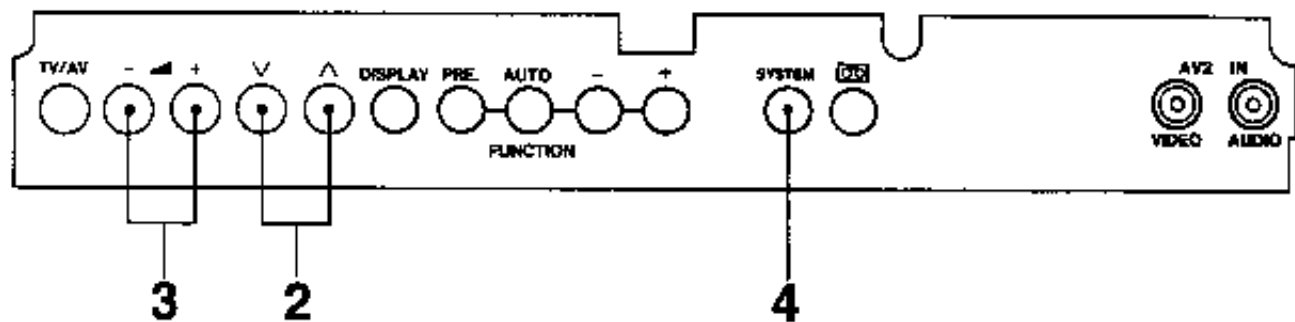 TV/AV - + DISPLAY PRE. AUTO - + SYSTEM AV2 IN
FUNCTION VIDEO AUDIO
3 2 4